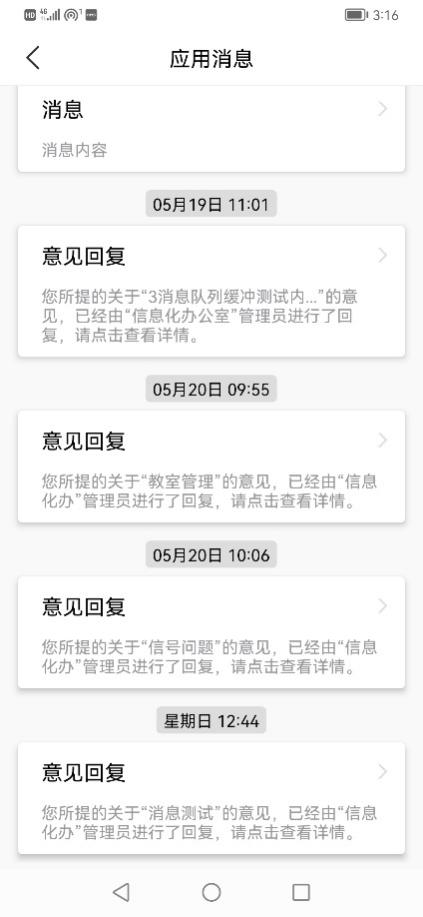 HD 4G 1 3:16
应用消息
消息
消息内容
05月19日 11:01
意见回复
您所提的关于“3消息队列缓冲测试内...”的意
见，已经由“信息化办公室”管理员进行了回
复，请点击查看详情。
05月20日 09:55
意见回复
您所提的关于“教室管理”的意见，已经由“信息
化办”管理员进行了回复，请点击查看详情。
05月20日 10:06
意见回复
您所提的关于“信号问题”的意见，已经由“信息
化办”管理员进行了回复，请点击查看详情。
星期日 12:44
意见回复
您所提的关于“消息测试”的意见，已经由“信息
化办”管理员进行了回复，请点击查看详情。